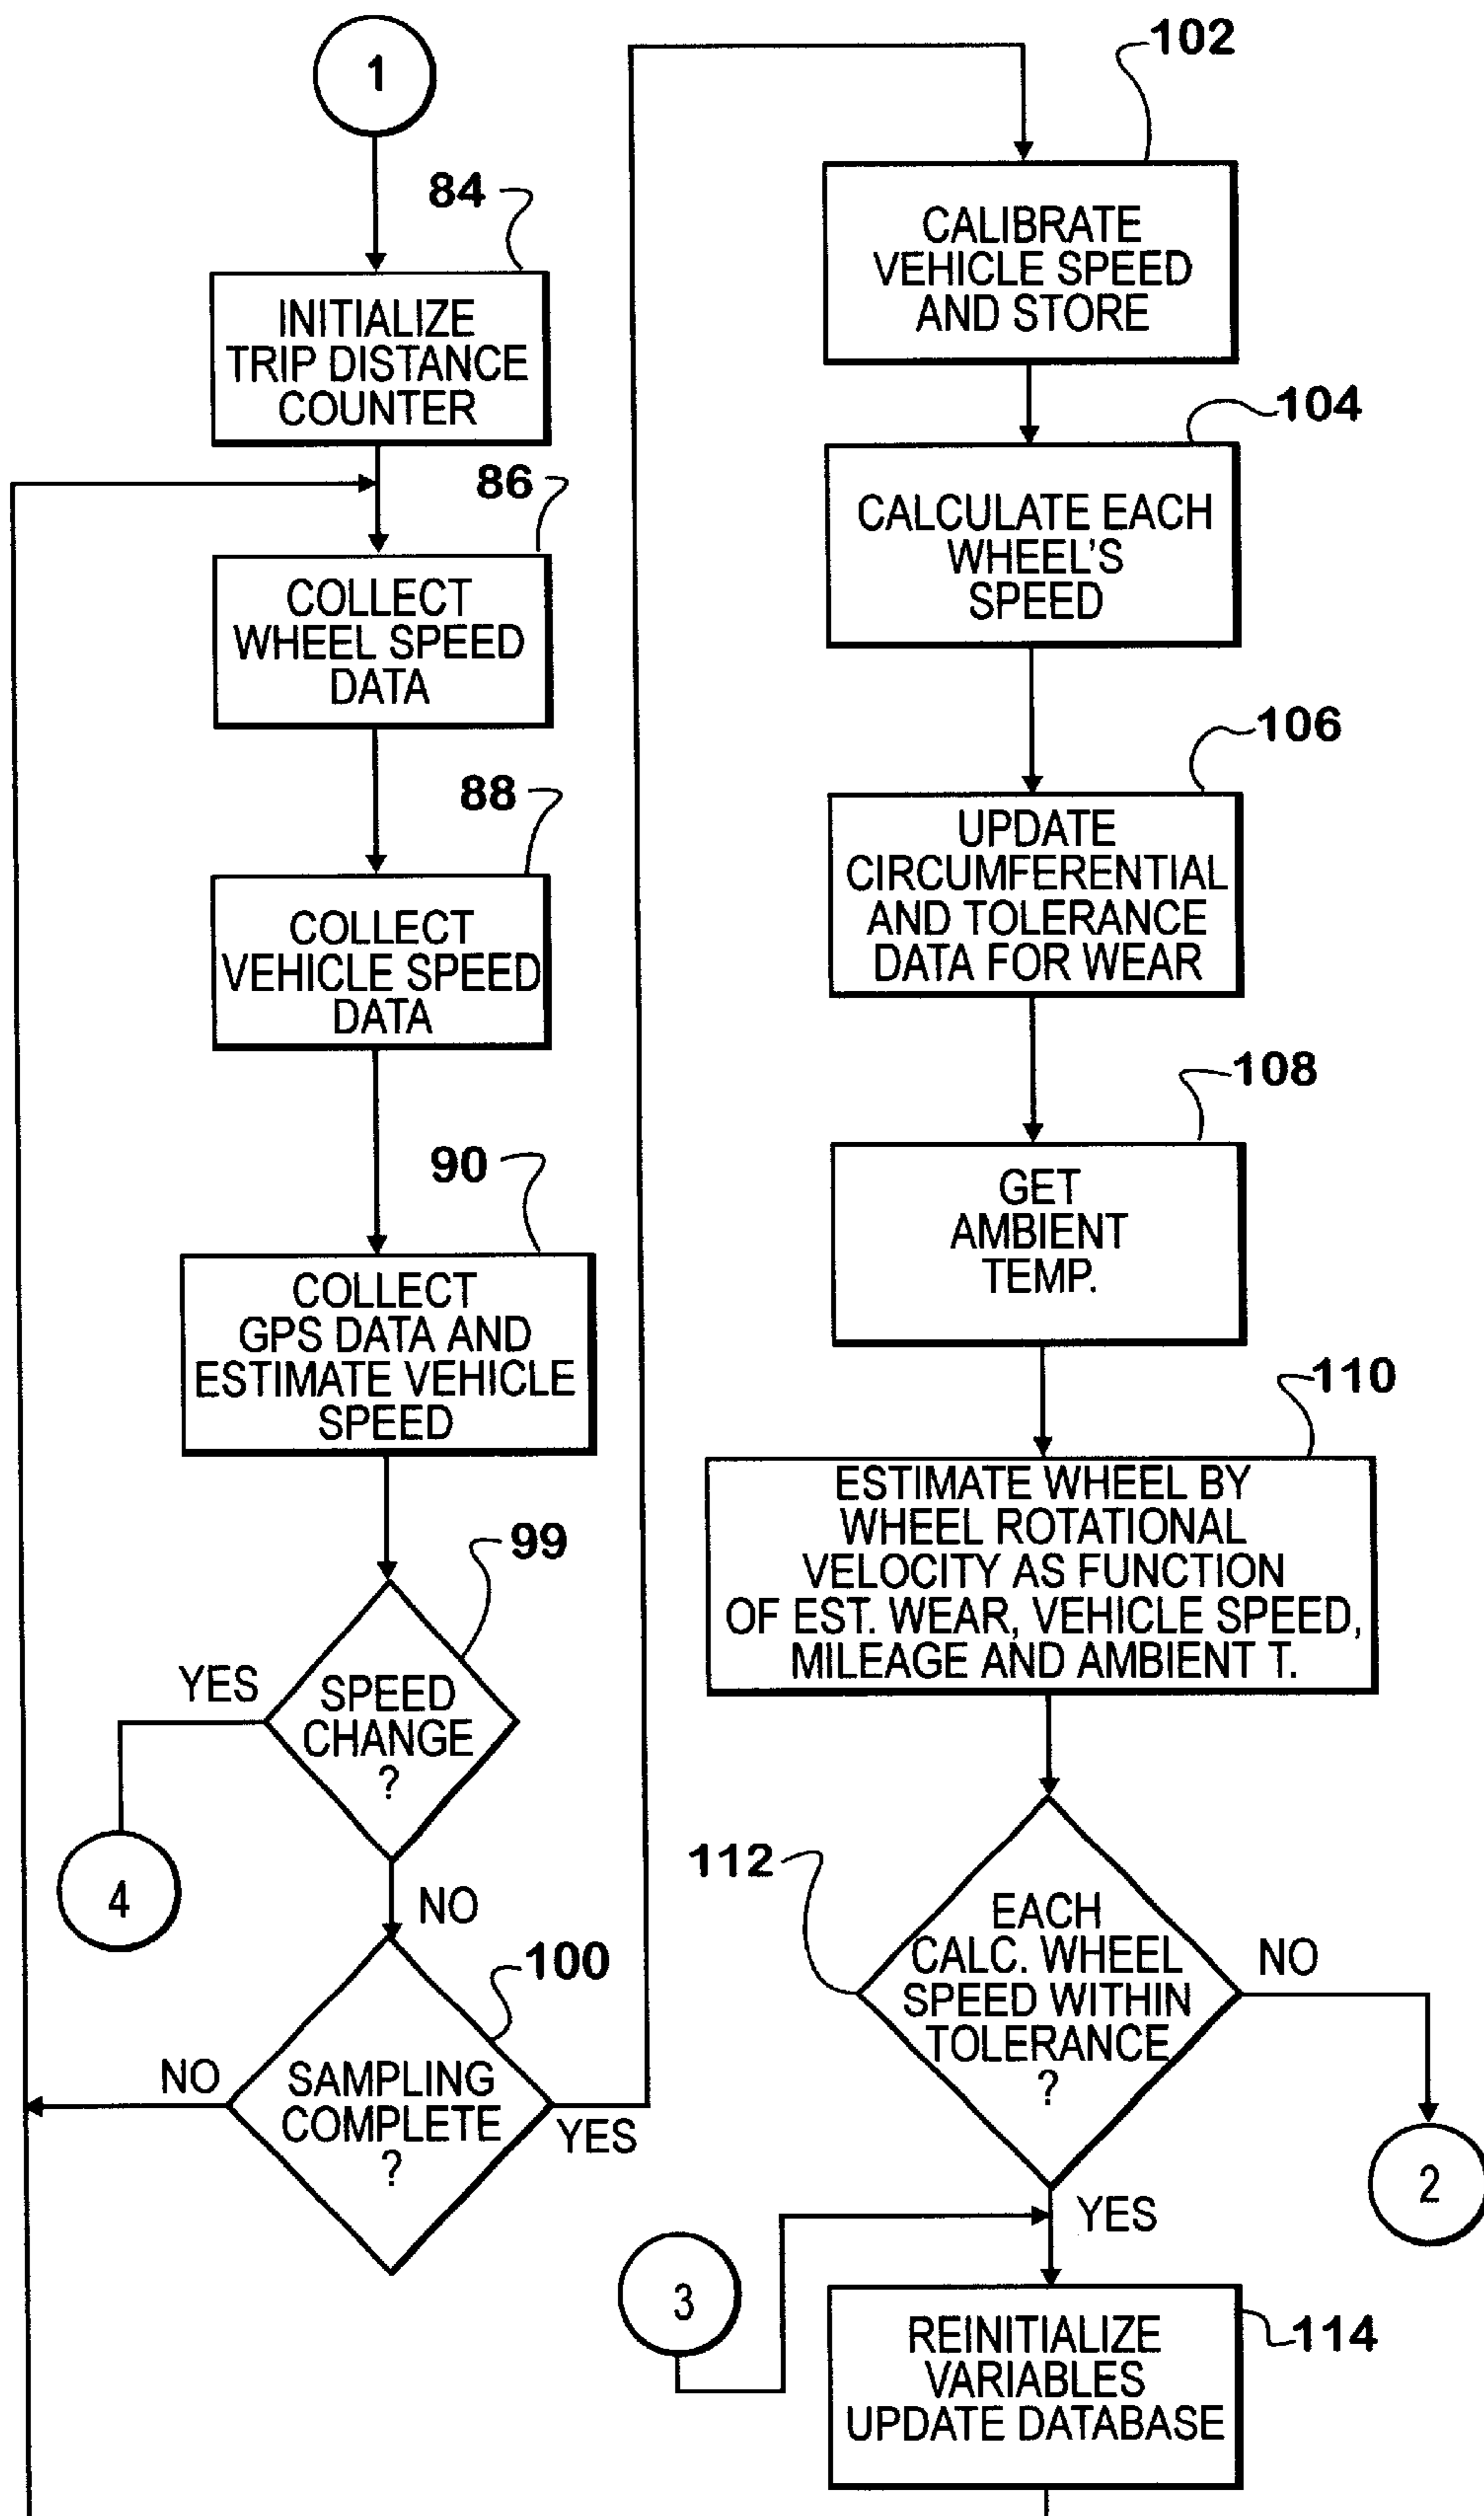 1
84
INITIALIZE
TRIP DISTANCE
COUNTER
86
COLLECT
WHEEL SPEED
DATA
88
COLLECT
VEHICLE SPEED
DATA
90
COLLECT
GPS DATA AND
ESTIMATE VEHICLE
SPEED
99
YES
SPEED
CHANGE
?
4
NO
100
NO
SAMPLING
COMPLETE
?
YES
102
CALIBRATE
VEHICLE SPEED
AND STORE
104
CALCULATE EACH
WHEEL'S
SPEED
106
UPDATE
CIRCUMFERENTIAL
AND TOLERANCE
DATA FOR WEAR
108
GET
AMBIENT
TEMP.
110
ESTIMATE WHEEL BY
WHEEL ROTATIONAL
VELOCITY AS FUNCTION
OF EST. WEAR, VEHICLE SPEED,
MILEAGE AND AMBIENT T.
112
EACH
CALC. WHEEL
SPEED WITHIN
TOLERANCE
?
NO
2
YES
3
114
REINITIALIZE
VARIABLES
UPDATE DATABASE